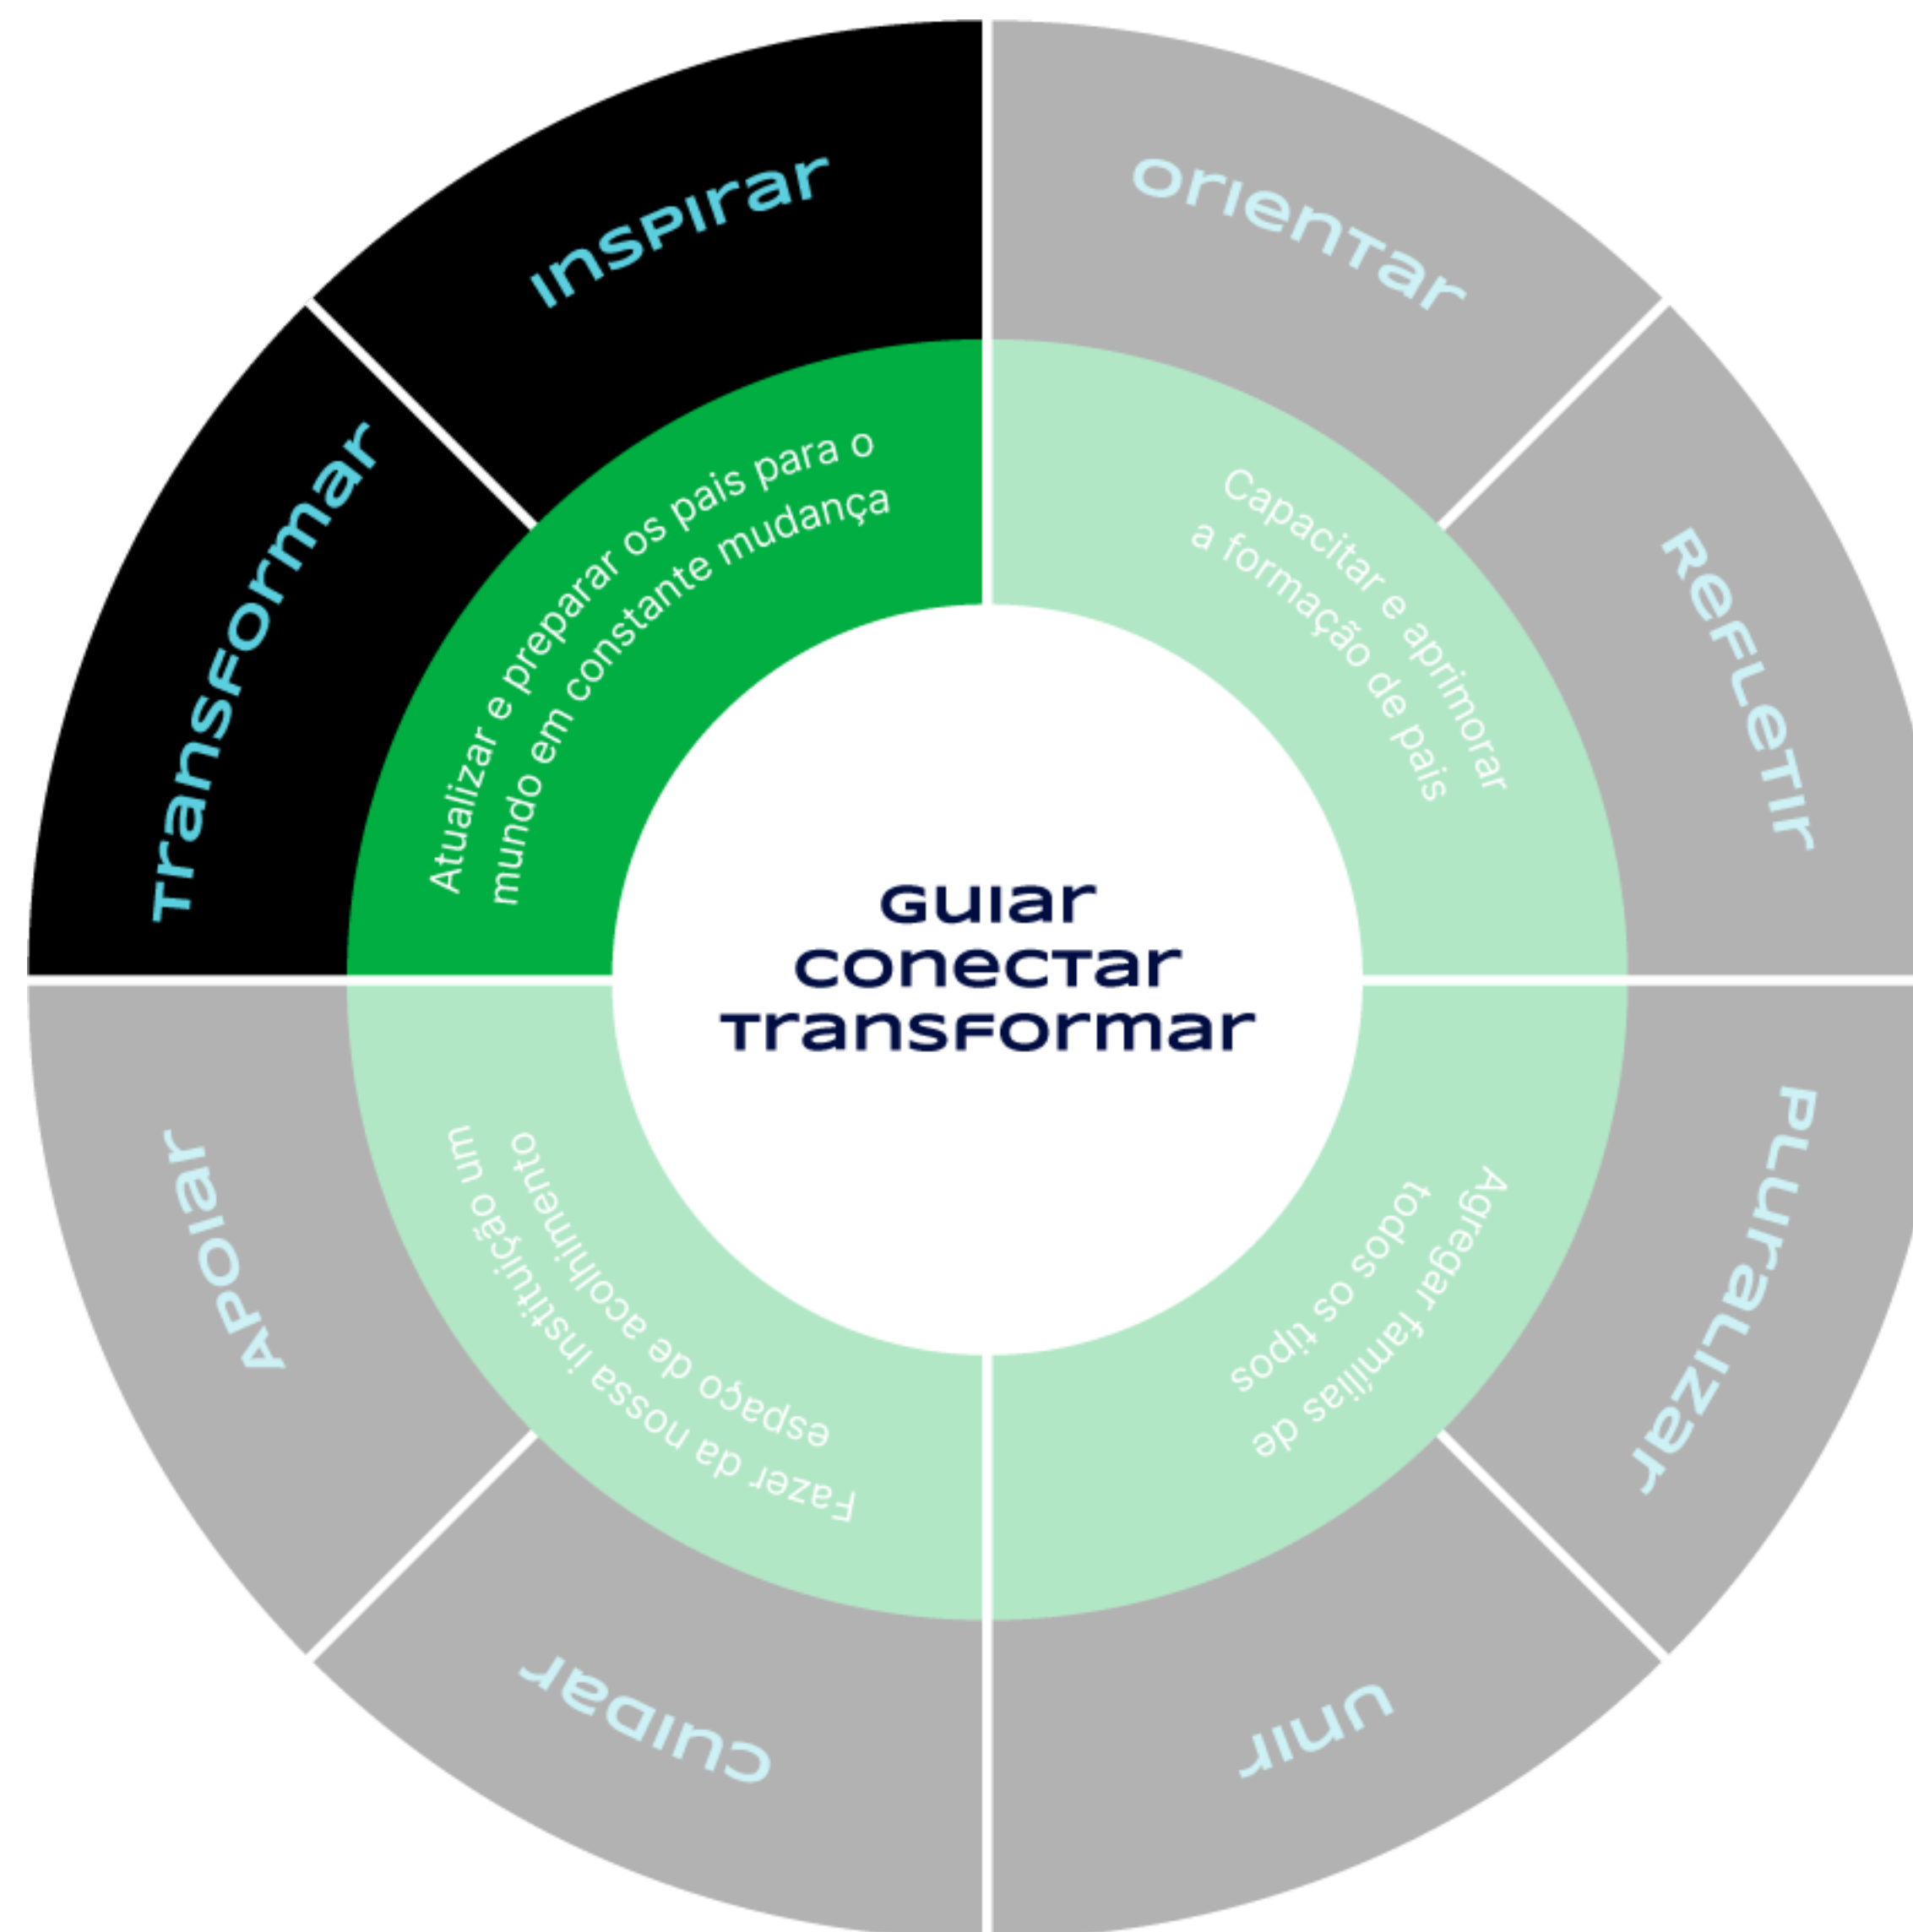 Inspirar
Orientar
Refletir
Pluralizar
Unir
Cuidar
Apoiar
Transformar
Atualizar e preparar os pais para o
mundo em constante mudança
Capacitar e aprimorar
a formação de pais
Agregar famílias de
todos os tipos
Fazer da nossa instituição um
espaço de acolhimento
Guiar
Conectar
Transformar